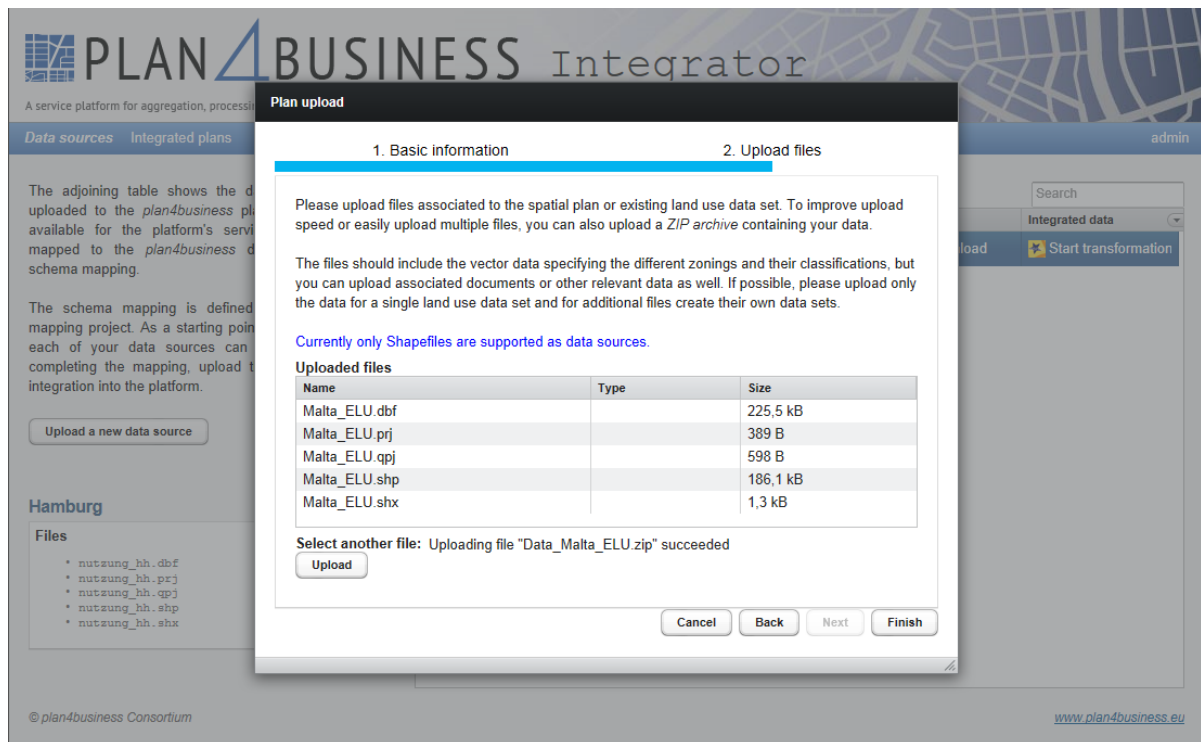 PLAN4BUSINESS Integrator
A service platform for aggregation, processi
Data sources Integrated plans admin
Plan upload
1. Basic information 2. Upload files
Please upload files associated to the spatial plan or existing land use data set. To improve upload
speed or easily upload multiple files, you can also upload a ZIP archive containing your data.
The files should include the vector data specifying the different zonings and their classifications, but
you can upload associated documents or other relevant data as well. If possible, please upload only
the data for a single land use data set and for additional files create their own data sets.
Currently only Shapefiles are supported as data sources.
Uploaded files
Name Type Size
Malta_ELU.dbf 225,5 kB
Malta_ELU.prj 389 B
Malta_ELU.qpj 598 B
Malta_ELU.shp 186,1 kB
Malta_ELU.shx 1,3 kB
Select another file: Uploading file "Data_Malta_ELU.zip" succeeded
Upload
Cancel Back Next Finish
The adjoining table shows the d
uploaded to the plan4business pl
available for the platform's servi
mapped to the plan4business d
schema mapping.
The schema mapping is defined
mapping project. As a starting poin
each of your data sources can
completing the mapping, upload t
integration into the platform.
Upload a new data source
Hamburg
Files
• nutzung_hh.dbf
• nutzung_hh.prj
• nutzung_hh.qpj
• nutzung_hh.shp
• nutzung_hh.shx
Search
Integrated data
load Start transformation
© plan4business Consortium www.plan4business.eu